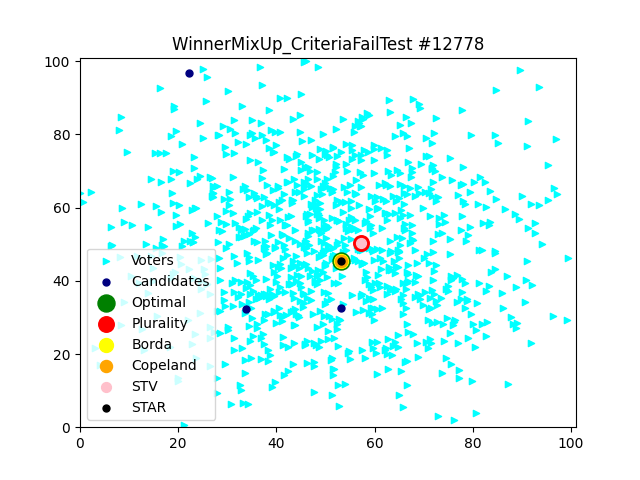 WinnerMixUp_CriteriaFailTest #12778
100
80
60
40
20
0
0 20 40 60 80 100
Voters
Candidates
Optimal
Plurality
Borda
Copeland
STV
STAR